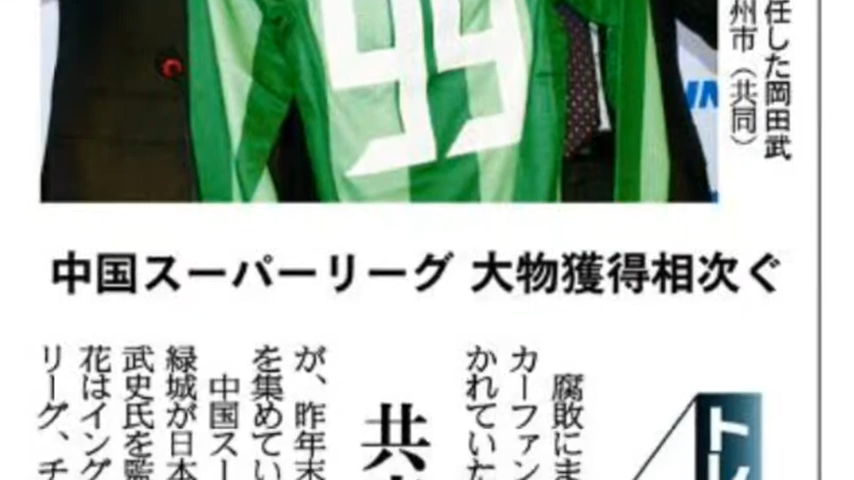 任した岡田武
州市（共同）
99
中国スーパーリーグ 大物獲得相次ぐ
トレ
腐敗にま
カーファン
かれていた
共
が、昨年末
を集めてい
中国スー
緑城が日本
武史氏を監
花はイング
リーグ、チ